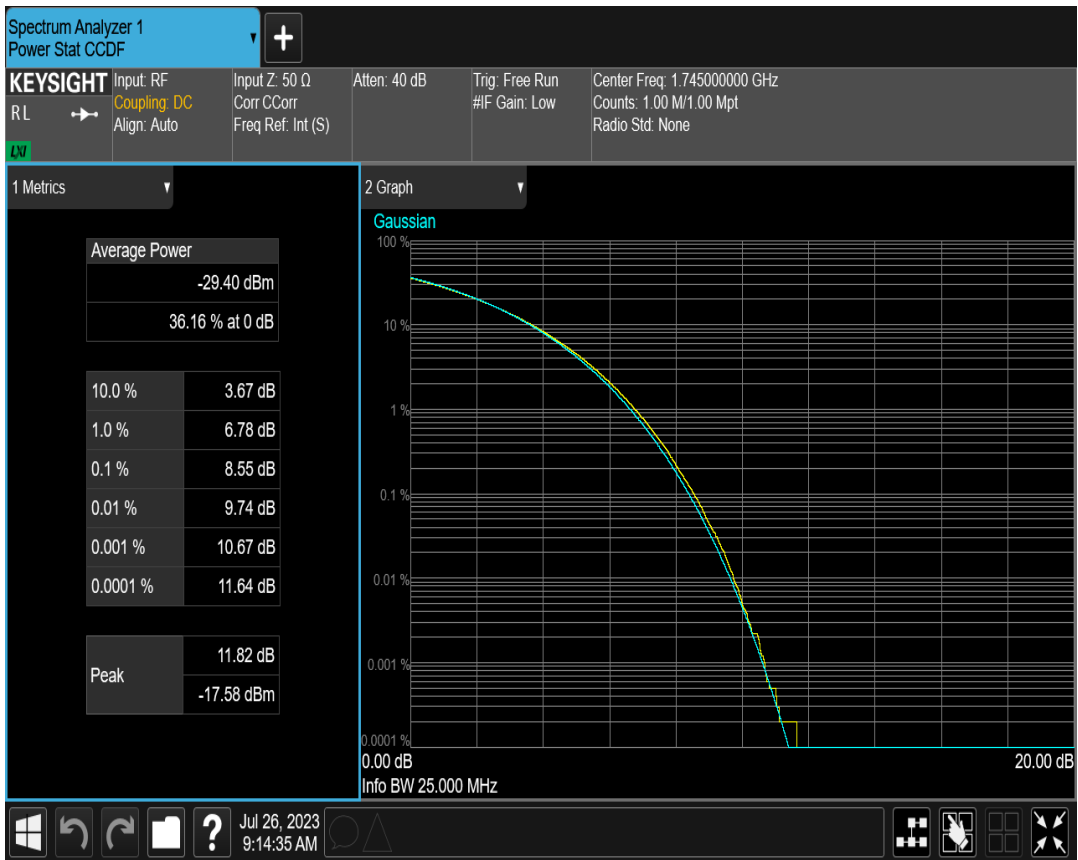 Spectrum Analyzer 1
Power Stat CCDF
+
KEYSIGHT
RL
LXI
Input: RF
Coupling: DC
Align: Auto
Input Z: 50 Ω
Corr CCorr
Freq Ref: Int (S)
Atten: 40 dB
Trig: Free Run
#IF Gain: Low
Center Freq: 1.745000000 GHz
Counts: 1.00 M/1.00 Mpt
Radio Std: None
1 Metrics
Average Power
-29.40 dBm
36.16 % at 0 dB
10.0 % 3.67 dB
1.0 % 6.78 dB
0.1 % 8.55 dB
0.01 % 9.74 dB
0.001 % 10.67 dB
0.0001 % 11.64 dB
Peak
11.82 dB
-17.58 dBm
2 Graph
Gaussian
100 %
10 %
1 %
0.1 %
0.01 %
0.001 %
0.0001 %
0.00 dB 20.00 dB
Info BW 25.000 MHz
?
Jul 26, 2023
9:14:35 AM